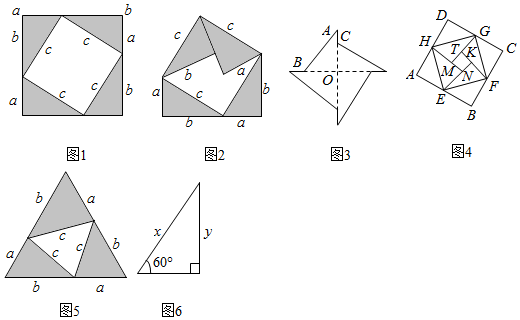 a b
b c c a
c c
a b
a b
图1
c c
b a
a c c b
b a
图2
A
C
B
O
图3
D
G
H T K C
A M N
F
E B
图4
b a
c
a c c b
b a
图5
x y
60°
图6